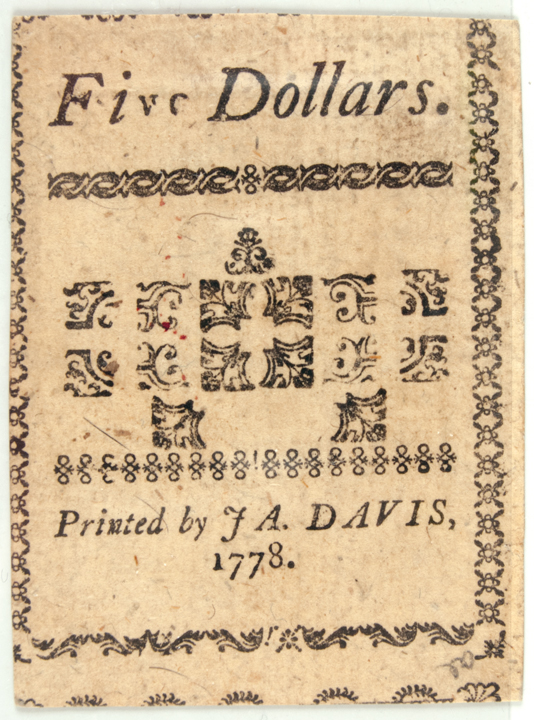 Five Dollars.
Printed by J A. DAVIS,
1778.